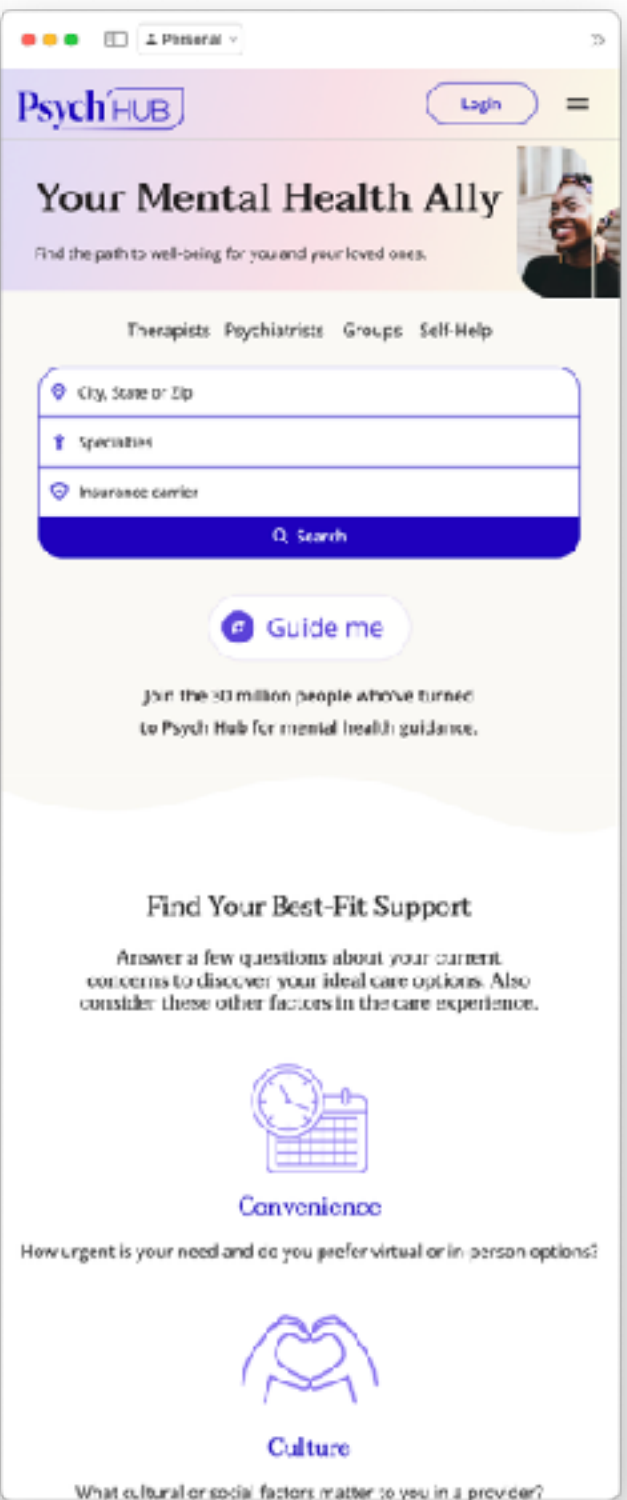 Personal
Psych HUB
Login
Your Mental Health Ally
Find the path to well-being for you and your loved ones.
Therapists Psychiatrists Groups Self-Help
City, State or Zip
Specialties
Insurance carrier
Search
Guide me
Join the 30 million people who've turned
to Psych Hub for mental health guidance.
Find Your Best-Fit Support
Answer a few questions about your current
concerns to discover your ideal care options. Also
consider these other factors in the care experience.
Convenience
How urgent is your need and do you prefer virtual or in-person options?
Culture
What cultural or social factors matter to you in a provider?